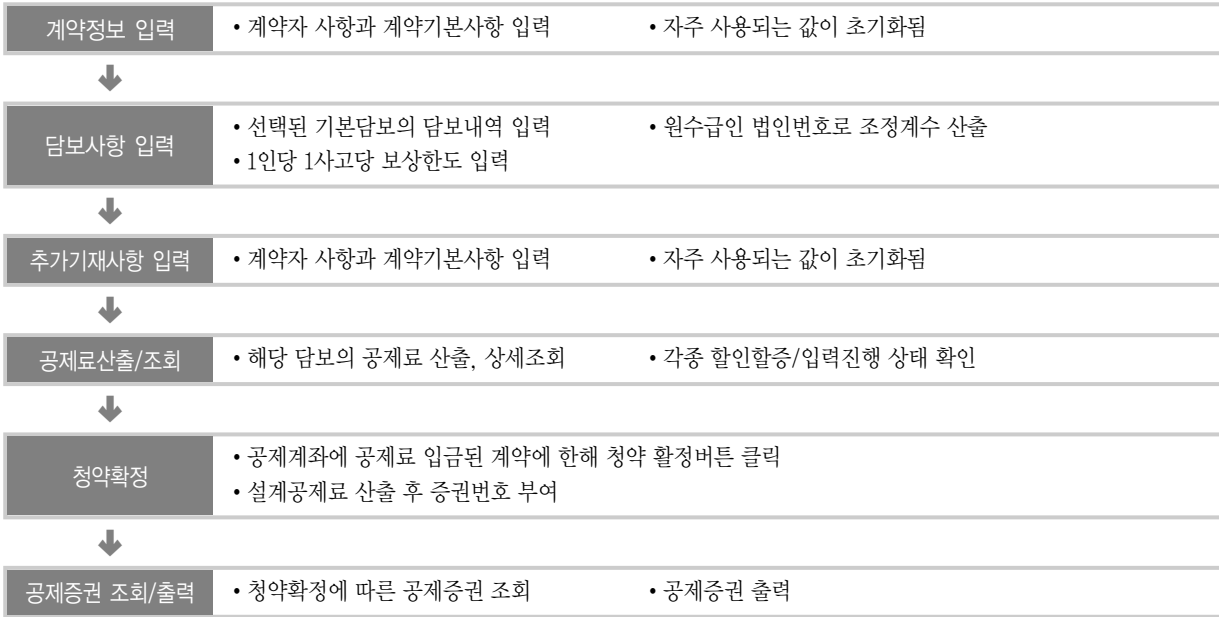 계약정보 입력
• 계약자 사항과 계약기본사항 입력 • 자주 사용되는 값이 초기화됨
담보사항 입력
• 선택된 기본담보의 담보내역 입력 • 원수급인 법인번호로 조정계수 산출
• 1인당 1사고당 보상한도 입력
추가기재사항 입력
• 계약자 사항과 계약기본사항 입력 • 자주 사용되는 값이 초기화됨
공제료산출/조회
• 해당 담보의 공제료 산출, 상세조회 • 각종 할인할증/입력진행 상태 확인
청약확정
• 공제계좌에 공제료 입금된 계약에 한해 청약 활정버튼 클릭
• 설계공제료 산출 후 증권번호 부여
공제증권 조회/출력
• 청약확정에 따른 공제증권 조회 • 공제증권 출력